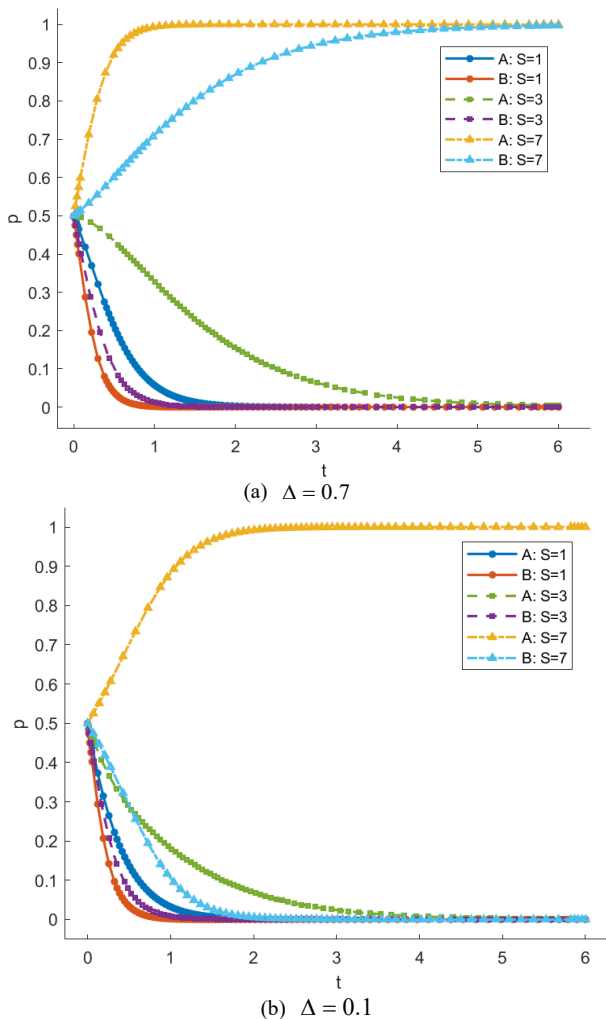 1
0.9
0.8
0.7
0.6
0.5
0.4
0.3
0.2
0.1
0
p
A: S=1
B: S=1
A: S=3
B: S=3
A: S=7
B: S=7
0 1 2 3 4 5 6
t
(a) Δ = 0.7
1
0.9
0.8
0.7
0.6
0.5
0.4
0.3
0.2
0.1
0
p
A: S=1
B: S=1
A: S=3
B: S=3
A: S=7
B: S=7
0 1 2 3 4 5 6
t
(b) Δ = 0.1